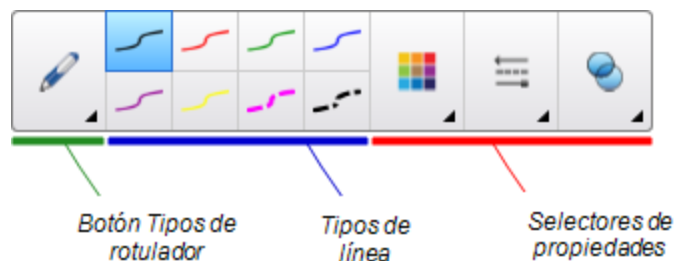 Botón Tipos de
rotulador
Tipos de
línea
Selectores de
propiedades